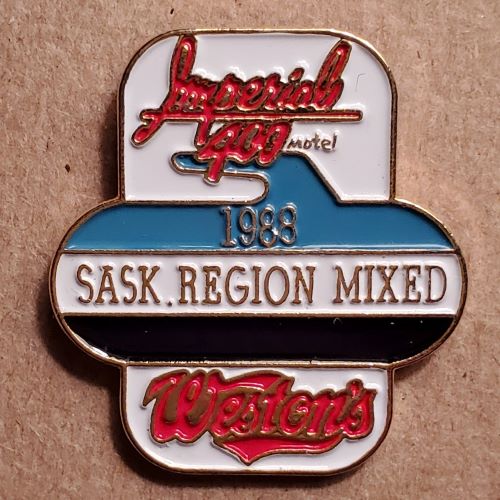 Imperial
400 Motel
1988
SASK. REGION MIXED
Weston's